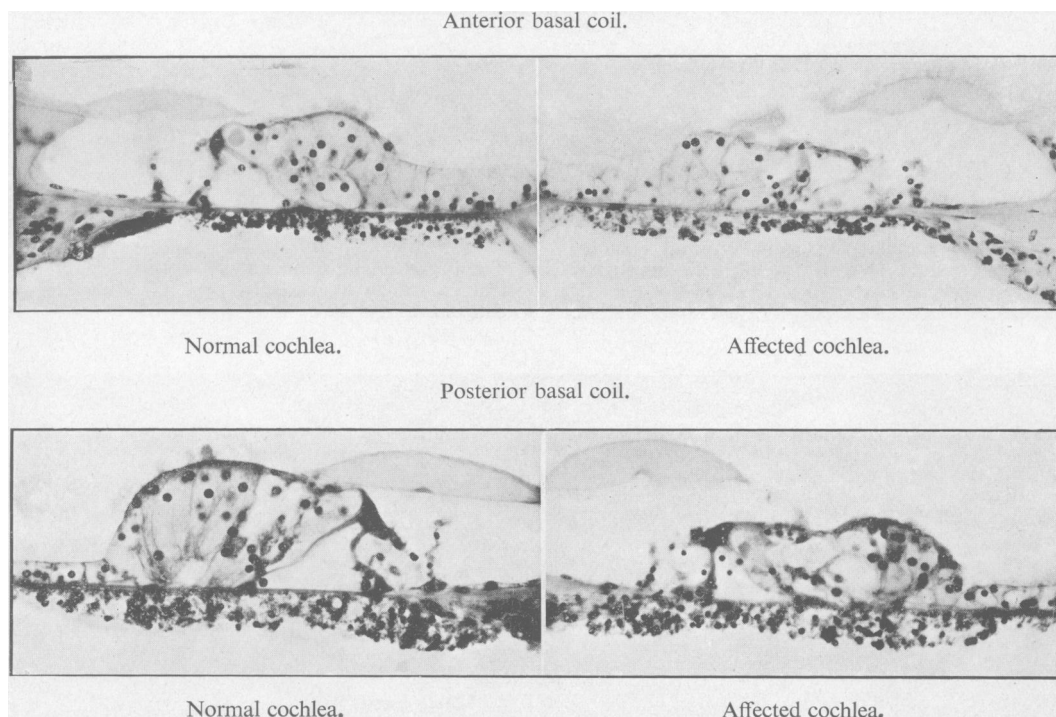 Anterior basal coil.
Normal cochlea.
Affected cochlea.
Posterior basal coil.
Normal cochlea.
Affected cochlea.